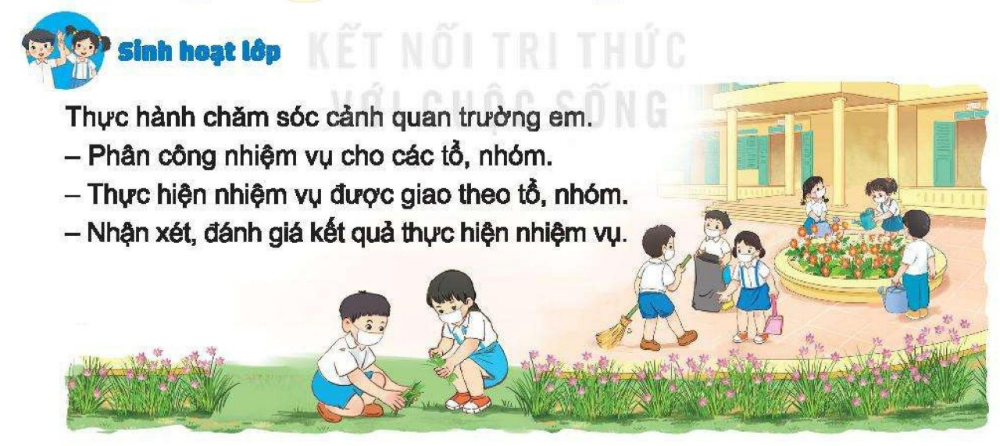 Sinh hoạt lớp
KẾT NỐI TRI THỨC
VỚI CUỘC SỐNG
Thực hành chăm sóc cảnh quan trường em.
– Phân công nhiệm vụ cho các tổ, nhóm.
– Thực hiện nhiệm vụ được giao theo tổ, nhóm.
– Nhận xét, đánh giá kết quả thực hiện nhiệm vụ.